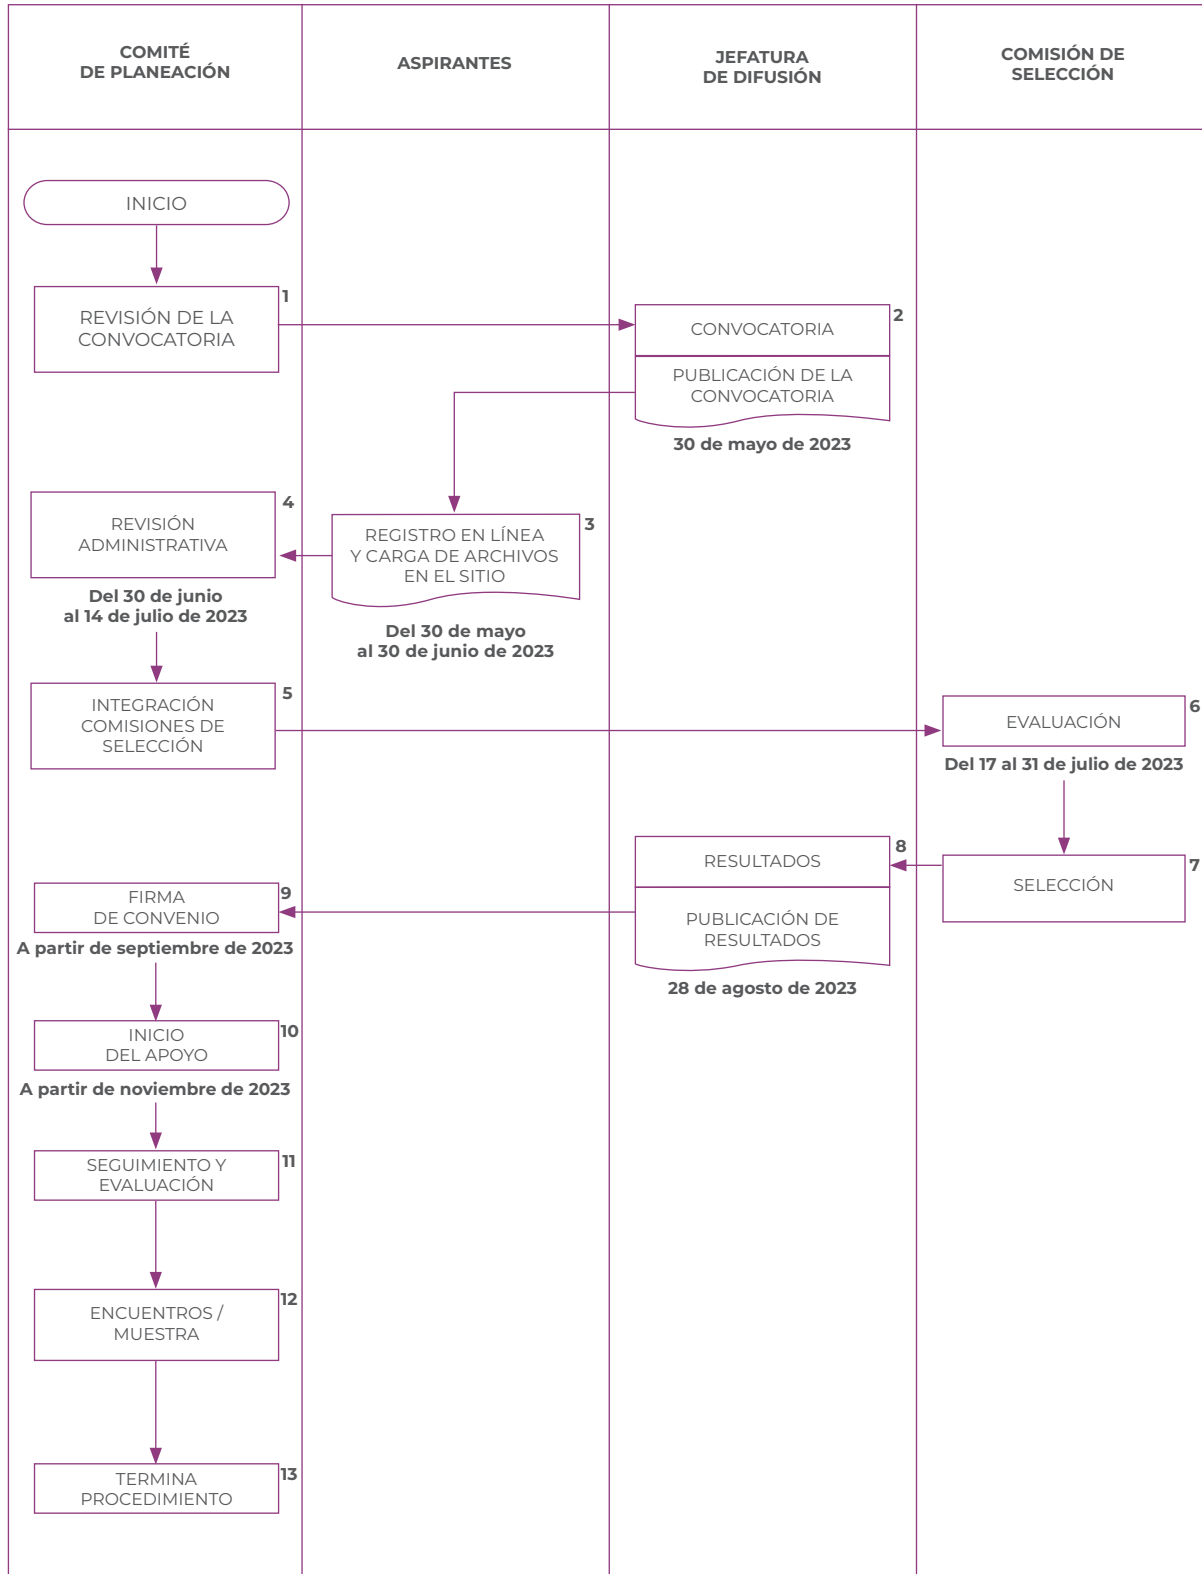 COMITÉ
DE PLANEACIÓN
ASPIRANTES
JEFATURA
DE DIFUSIÓN
COMISIÓN DE
SELECCIÓN
INICIO
1
REVISIÓN DE LA
CONVOCATORIA
2
CONVOCATORIA
PUBLICACIÓN DE LA
CONVOCATORIA
30 de mayo de 2023
3
REGISTRO EN LÍNEA
Y CARGA DE ARCHIVOS
EN EL SITIO
Del 30 de mayo
al 30 de junio de 2023
4
REVISIÓN
ADMINISTRATIVA
Del 30 de junio
al 14 de julio de 2023
5
INTEGRACIÓN
COMISIONES DE
SELECCIÓN
6
EVALUACIÓN
Del 17 al 31 de julio de 2023
7
SELECCIÓN
8
RESULTADOS
PUBLICACIÓN DE
RESULTADOS
28 de agosto de 2023
9
FIRMA
DE CONVENIO
A partir de septiembre de 2023
10
INICIO
DEL APOYO
A partir de noviembre de 2023
11
SEGUIMIENTO Y
EVALUACIÓN
12
ENCUENTROS /
MUESTRA
13
TERMINA
PROCEDIMIENTO